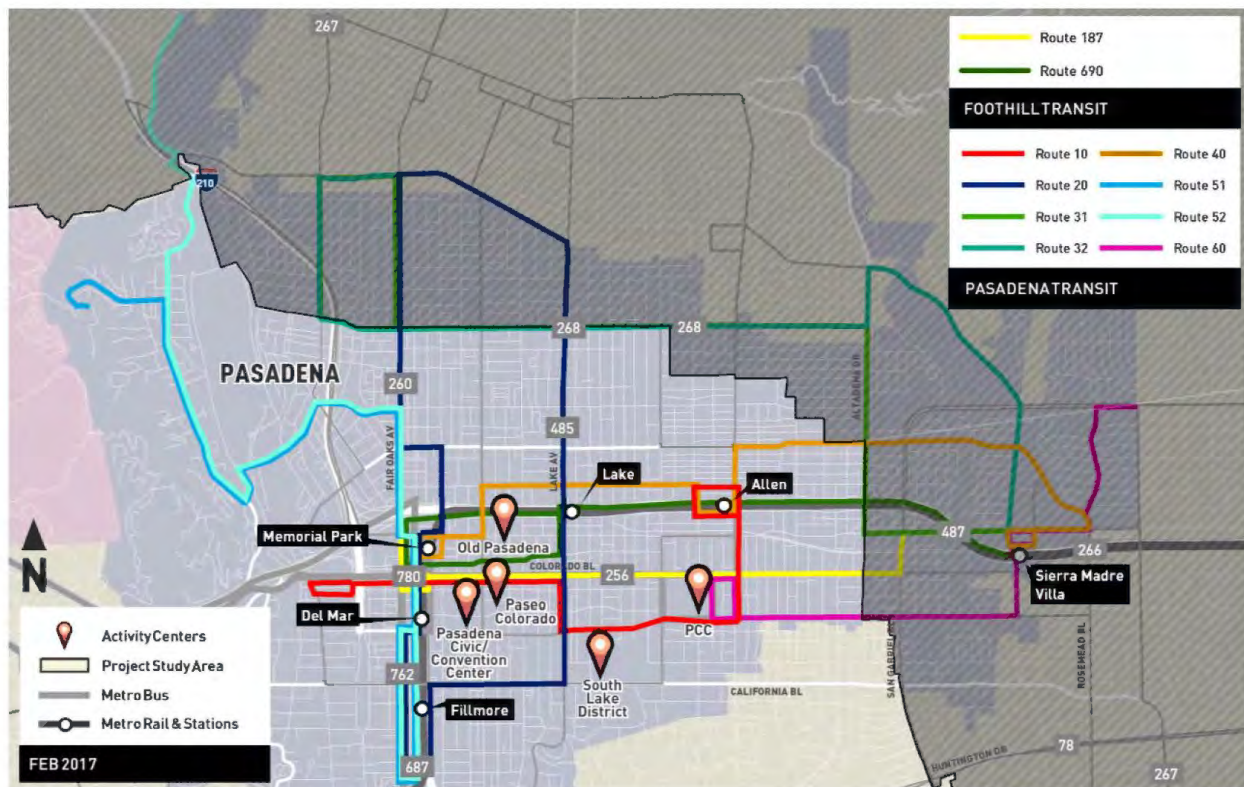 267
Route 187
Route 690
FOOTHILL TRANSIT
Route 10
Route 40
Route 20
Route 51
Route 31
Route 52
Route 32
Route 60
PASADENA TRANSIT
210
268
268
PASADENA
260
ALTADENA DR
485
FAIR OAKS AV
LAKE AV
Lake
Allen
Memorial Park
Old Pasadena
487
266
COLORADO BL
780
256
Sierra Madre
Villa
Paseo
Colorado
Del Mar
PCC
Pasadena
Civic/
Convention
Center
South
Lake
District
762
SAN GABRIEL BL
ROSEMEAD BL
CALIFORNIA BL
Fillmore
687
78
HUNTINGTON DR
267
N
Activity Centers
Project Study Area
Metro Bus
Metro Rail & Stations
FEB 2017